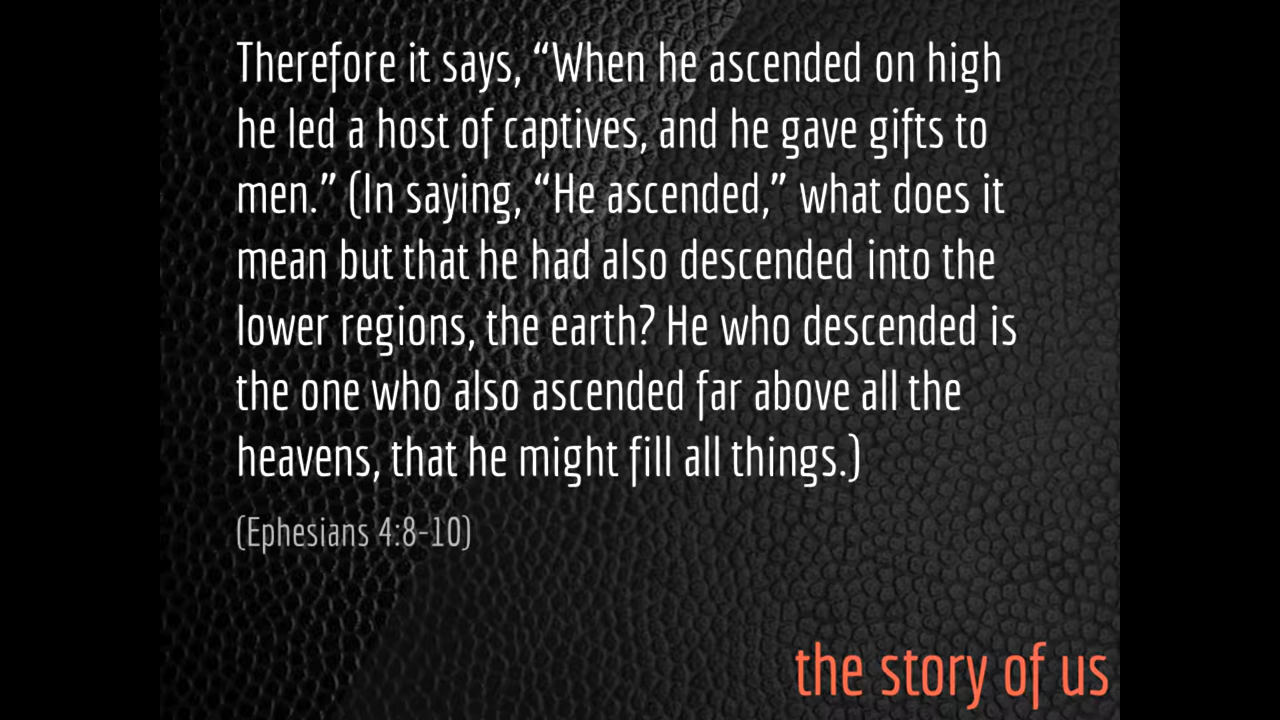 Therefore it says, “When he ascended on high
he led a host of captives, and he gave gifts to
men.” (In saying, “He ascended,” what does it
mean but that he had also descended into the
lower regions, the earth? He who descended is
the one who also ascended far above all the
heavens, that he might fill all things.)
(Ephesians 4:8-10)
the story of us